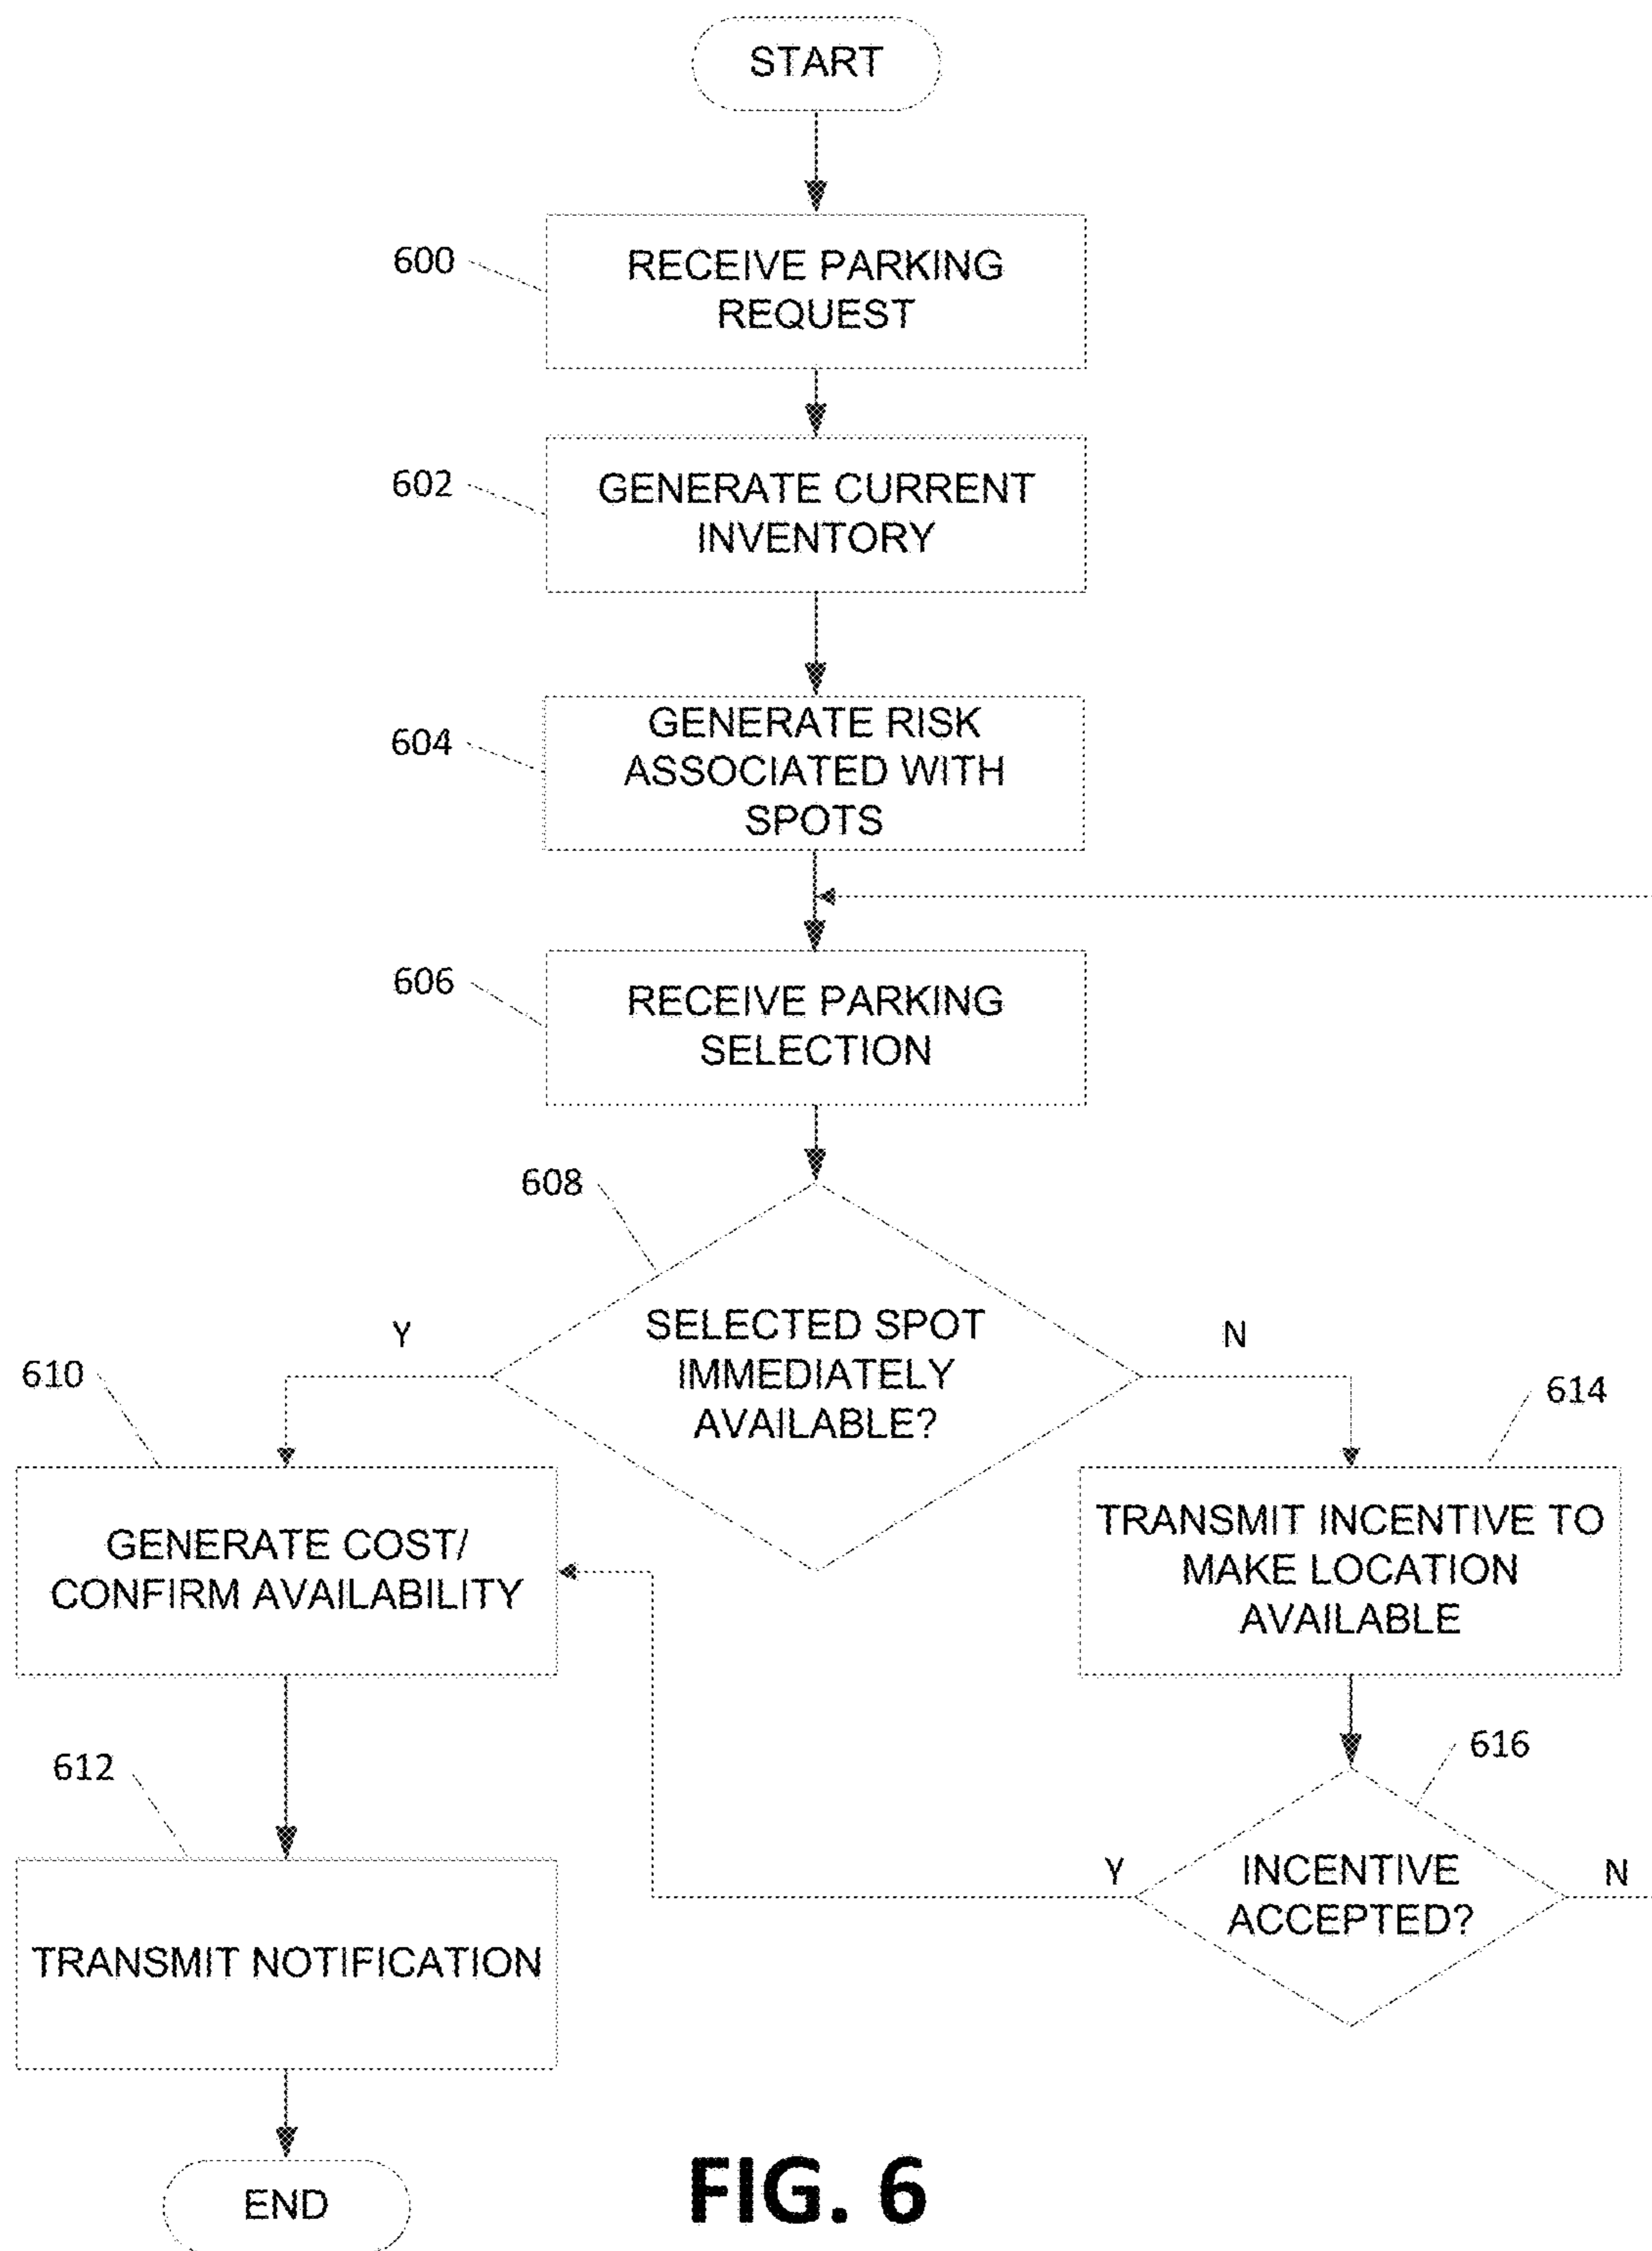 START
600
RECEIVE PARKING
REQUEST
602
GENERATE CURRENT
INVENTORY
604
GENERATE RISK
ASSOCIATED WITH
SPOTS
606
RECEIVE PARKING
SELECTION
608
SELECTED SPOT
IMMEDIATELY
AVAILABLE?
Y
N
610
GENERATE COST/
CONFIRM AVAILABILITY
614
TRANSMIT INCENTIVE TO
MAKE LOCATION
AVAILABLE
612
TRANSMIT NOTIFICATION
616
INCENTIVE
ACCEPTED?
Y
N
END
FIG. 6